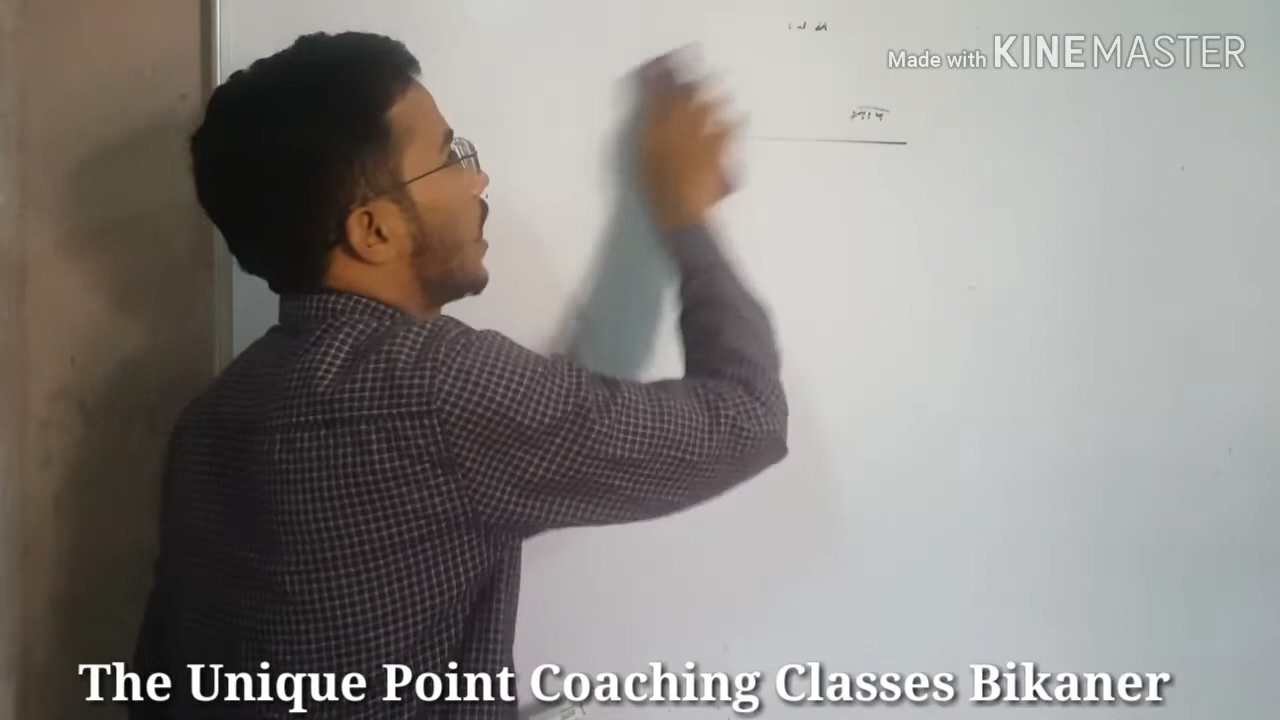 Made with KINEMASTER
The Unique Point Coaching Classes Bikaner